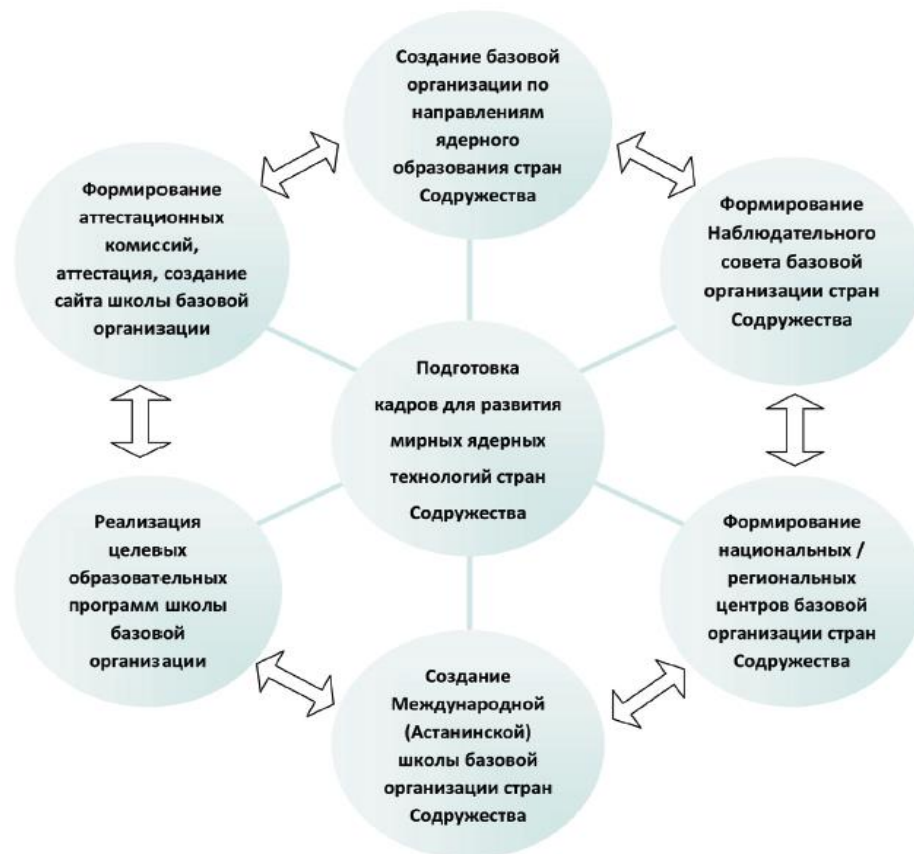 Создание базовой
организации по
направлениям
ядерного
образования стран
Содружества
Формирование
аттестационных
комиссий,
аттестация, создание
сайта школы базовой
организации
Формирование
Наблюдательного
совета базовой
организации стран
Содружества
Подготовка
кадров для развития
мирных ядерных
технологий стран
Содружества
Реализация
целевых
образовательных
программ школы
базовой
организации
Формирование
национальных /
региональных
центров базовой
организации стран
Содружества
Создание
Международной
(Астанинской)
школы базовой
организации стран
Содружества